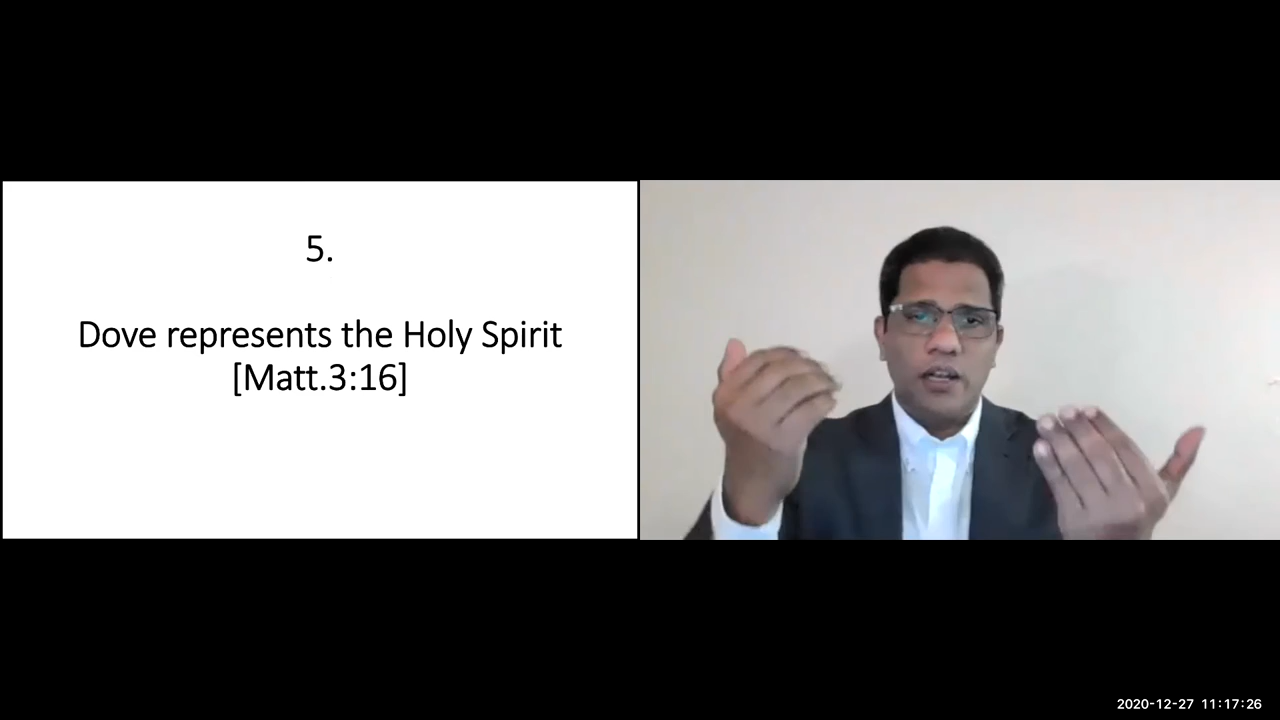 5.
Dove represents the Holy Spirit
[Matt.3:16]
2020-12-27 11:17:26